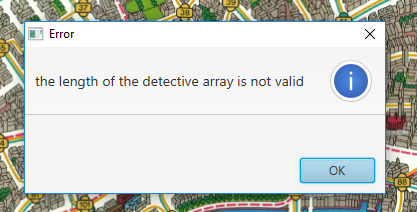 Error
the length of the detective array is not valid
OK